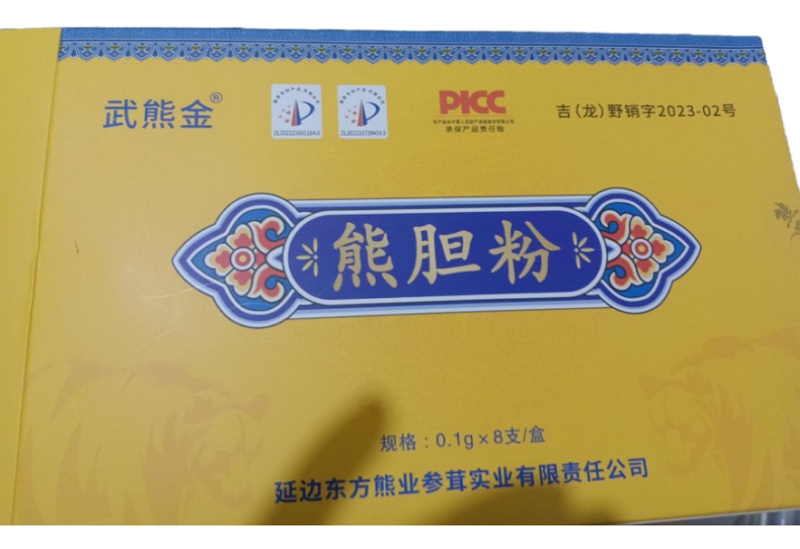 武熊金®
ZL202221601164.6
PICC
承保产品责任险
吉(龙)野销字2023-02号
熊胆粉
规格：0.1g×8支/盒
延边东方熊业参茸实业有限责任公司